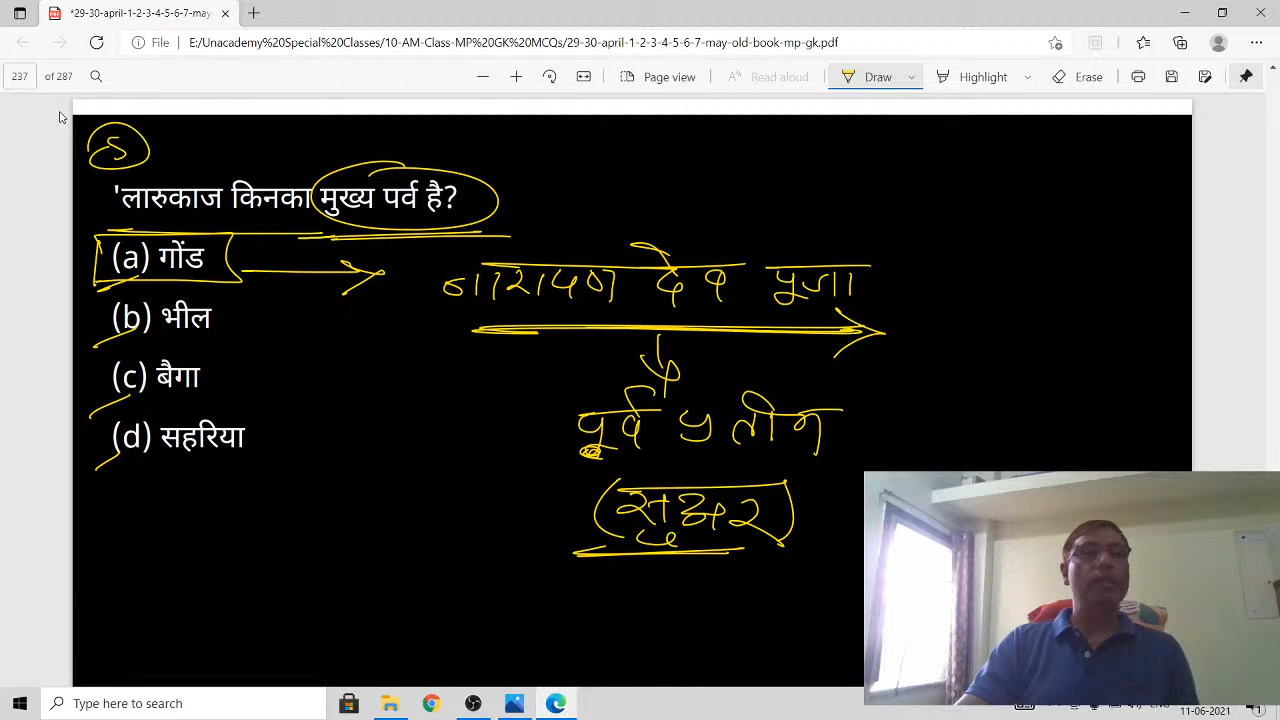 *29-30-april-1-2-3-4-5-6-7-may-
File E:/Unacademy%20Special%20Classes/10-AM-Class-MP%20GK%20MCQs/29-30-april-1-2-3-4-5-6-7-may-old-book-mp-gk.pdf
237 of 287 Page view Read aloud Draw Highlight Erase
5
'लारुकाज किनका मुख्य पर्व है?
(a) गोंड
नारायण देव पूजा
(b) भील
(c) बैगा
पूर्व
(d) सहरिया
(सुअर)
Type here to search
ENG
11-06-2021